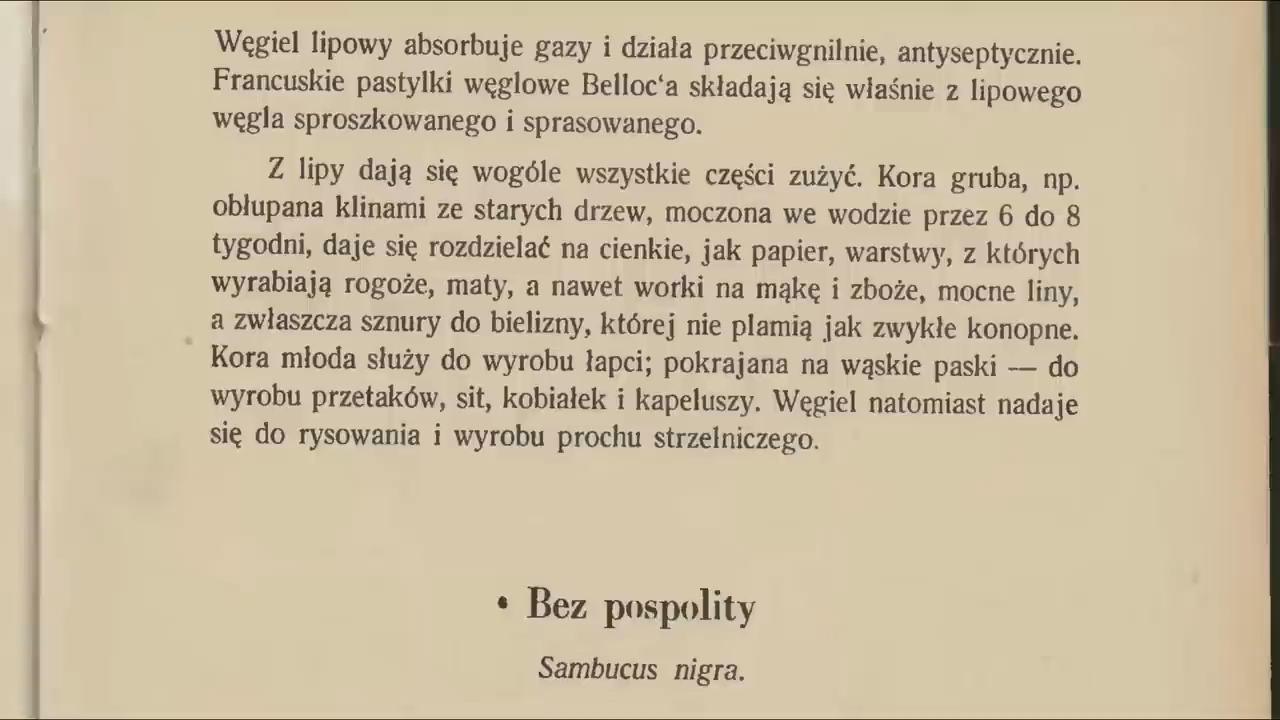 Węgiel lipowy absorbuje gazy i działa przeciwgnilnie, antyseptycznie.
Francuskie pastylki węglowe Belloc‘a składają się właśnie z lipowego
węgla sproszkowanego i sprasowanego.
Z lipy dają się wogóle wszystkie części zużyć. Kora gruba, np.
obłupana klinami ze starych drzew, moczona we wodzie przez 6 do 8
tygodni, daje się rozdzielać na cienkie, jak papier, warstwy, z których
wyrabiają rogoże, maty, a nawet worki na mąkę i zboże, mocne liny,
a zwłaszcza sznury do bielizny, której nie plamią jak zwykłe konopne.
Kora młoda służy do wyrobu łapci; pokrajana na wąskie paski — do
wyrobu przetaków, sit, kobiałek i kapeluszy. Węgiel natomiast nadaje
się do rysowania i wyrobu prochu strzelniczego.
• Bez pospolity
Sambucus nigra.